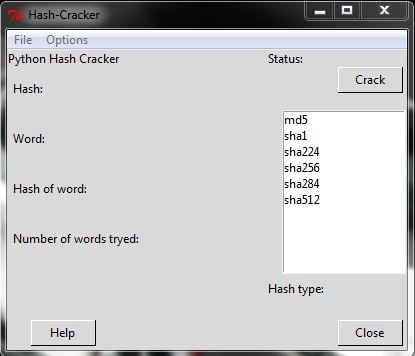 Hash-Cracker
File Options
Python Hash Cracker
Status:
Crack
Hash:
md5
sha1
sha224
sha256
sha284
sha512
Word:
Hash of word:
Number of words tryed:
Hash type:
Help
Close